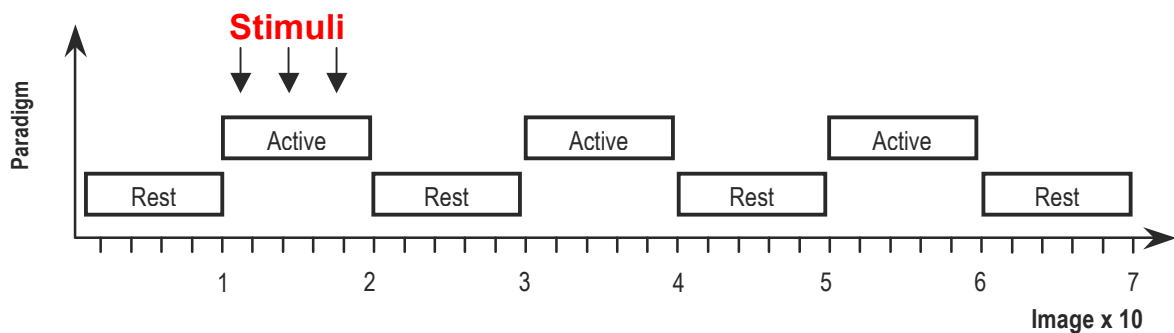 Stimuli
Paradigm
Active Active Active
Rest Rest Rest Rest
1 2 3 4 5 6 7
Image x 10